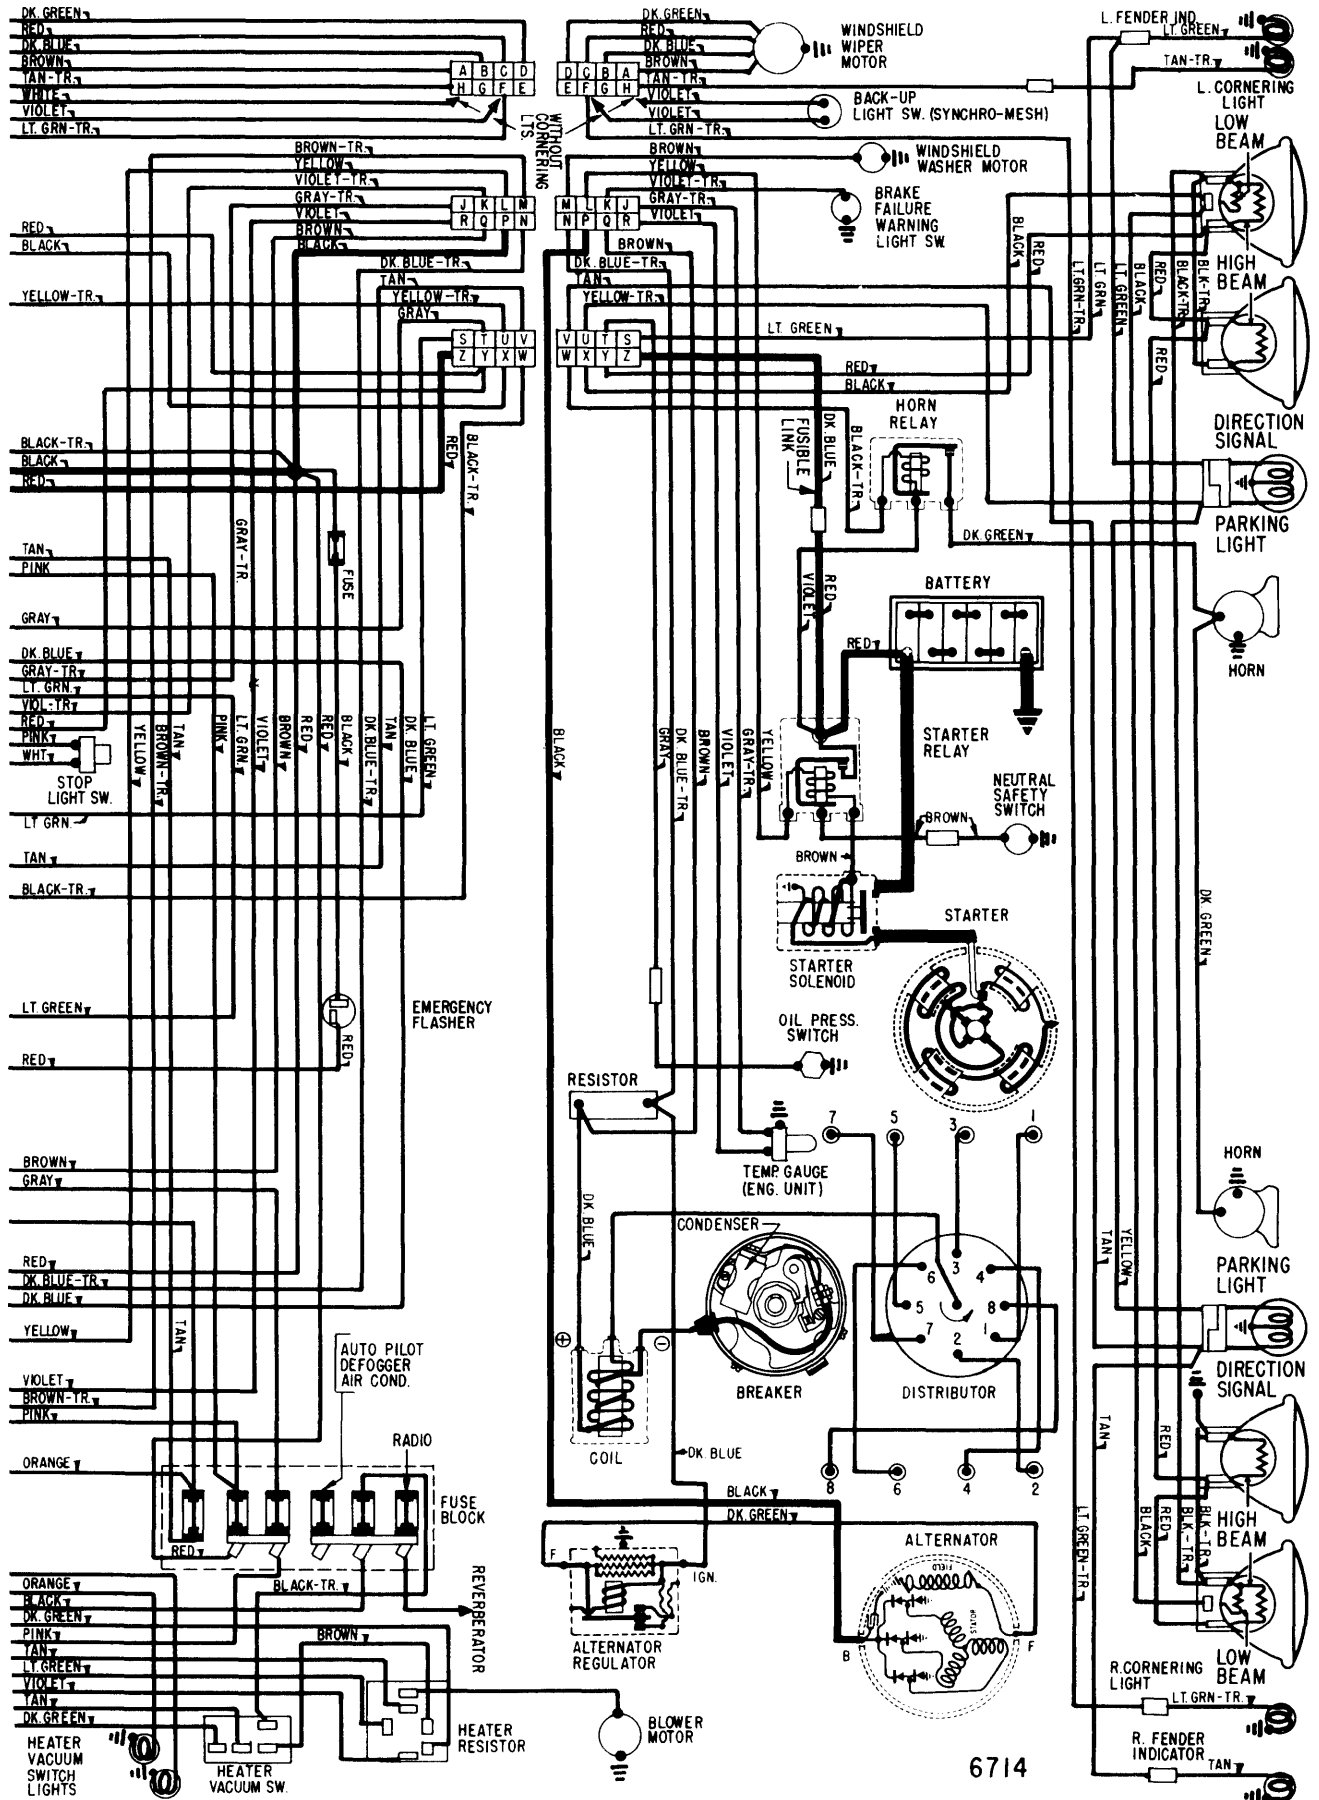 DK. GREEN
RED
DK. BLUE
BROWN
TAN-TR.
WHITE
VIOLET
LT. GRN-TR.
A B C D
H G F E
D C B A
E F G H
WITHOUT CORNERING LTS.
DK. GREEN
RED
DK. BLUE
BROWN
TAN-TR.
VIOLET
VIOLET
LT. GRN-TR.
WINDSHIELD
WIPER
MOTOR
BACK-UP
LIGHT SW. (SYNCHRO-MESH)
L. FENDER IND.
LT. GREEN
TAN-TR.
L. CORNERING
LIGHT
LOW
BEAM
BROWN-TR.
YELLOW
VIOLET-TR.
GRAY-TR.
VIOLET
BROWN
BLACK
DK. BLUE-TR.
TAN
YELLOW-TR.
GRAY
J K L M
R Q P N
M L K J
N P Q R
BROWN
YELLOW
VIOLET-TR.
GRAY-TR.
VIOLET
BROWN
DK. BLUE-TR.
TAN
YELLOW-TR.
WINDSHIELD
WASHER MOTOR
BRAKE
FAILURE
WARNING
LIGHT SW.
RED
BLACK
YELLOW-TR.
S T U V
Z Y X W
V U T S
W X Y Z
LT. GREEN
RED
BLACK
BLACK
RED
LT.GRN-TR.
LT. GRN
LT. GREEN
BLACK
RED
BLACK-TR.
BLK-TR.
RED
HIGH
BEAM
DIRECTION
SIGNAL
PARKING
LIGHT
HORN
RELAY
FUSIBLE
LINK
DK. BLUE
BLACK-TR.
DK. GREEN
BLACK-TR.
BLACK
RED
RED
BLACK-TR.
GRAY-TR.
FUSE
TAN
PINK
GRAY
DK. BLUE
GRAY-TR.
LT. GRN.
VIOL-TR.
RED
PINK
WHT
STOP
LIGHT SW.
LT GRN.
TAN
BLACK-TR.
YELLOW
BROWN-TR.
TAN
PINK
LT. GRN.
VIOLET
BROWN
RED
RED
BLACK
DK. BLUE-TR.
TAN
DK. BLUE
LT. GREEN
BLACK
GRAY
DK. BLUE-TR.
BROWN
VIOLET
GRAY-TR.
YELLOW
VIOLET
RED
BATTERY
RED
HORN
STARTER
RELAY
NEUTRAL
SAFETY
SWITCH
BROWN
BROWN
STARTER
SOLENOID
STARTER
DK. GREEN
LT. GREEN
RED
EMERGENCY
FLASHER
RED
OIL PRESS.
SWITCH
RESISTOR
TEMP. GAUGE
(ENG. UNIT)
7 5 3 1
BROWN
GRAY
RED
DK. BLUE-TR.
DK. BLUE
YELLOW
VIOLET
BROWN-TR.
PINK
ORANGE
TAN
AUTO PILOT
DEFOGGER
AIR COND.
RADIO
FUSE
BLOCK
RED
DK. BLUE
CONDENSER
BREAKER
COIL
DK. BLUE
6 3 4
5 8
7 2 1
DISTRIBUTOR
8 6 4 2
HORN
TAN
YELLOW
PARKING
LIGHT
DIRECTION
SIGNAL
TAN
RED
HIGH
BEAM
BLACK
RED
BLK.-TR.
BLK-TR.
LT. GREEN-TR.
LOW
BEAM
BLACK
DK. GREEN
F
IGN.
ALTERNATOR
REGULATOR
ALTERNATOR
FIELD
STATOR
B
F
ORANGE
BLACK
DK. GREEN
PINK
TAN
LT. GREEN
VIOLET
TAN
DK. GREEN
BLACK-TR.
BROWN
REVERBERATOR
HEATER
VACUUM
SWITCH
LIGHTS
HEATER
VACUUM SW.
HEATER
RESISTOR
BLOWER
MOTOR
6714
R. CORNERING
LIGHT
LT. GRN-TR.
R. FENDER
INDICATOR
TAN